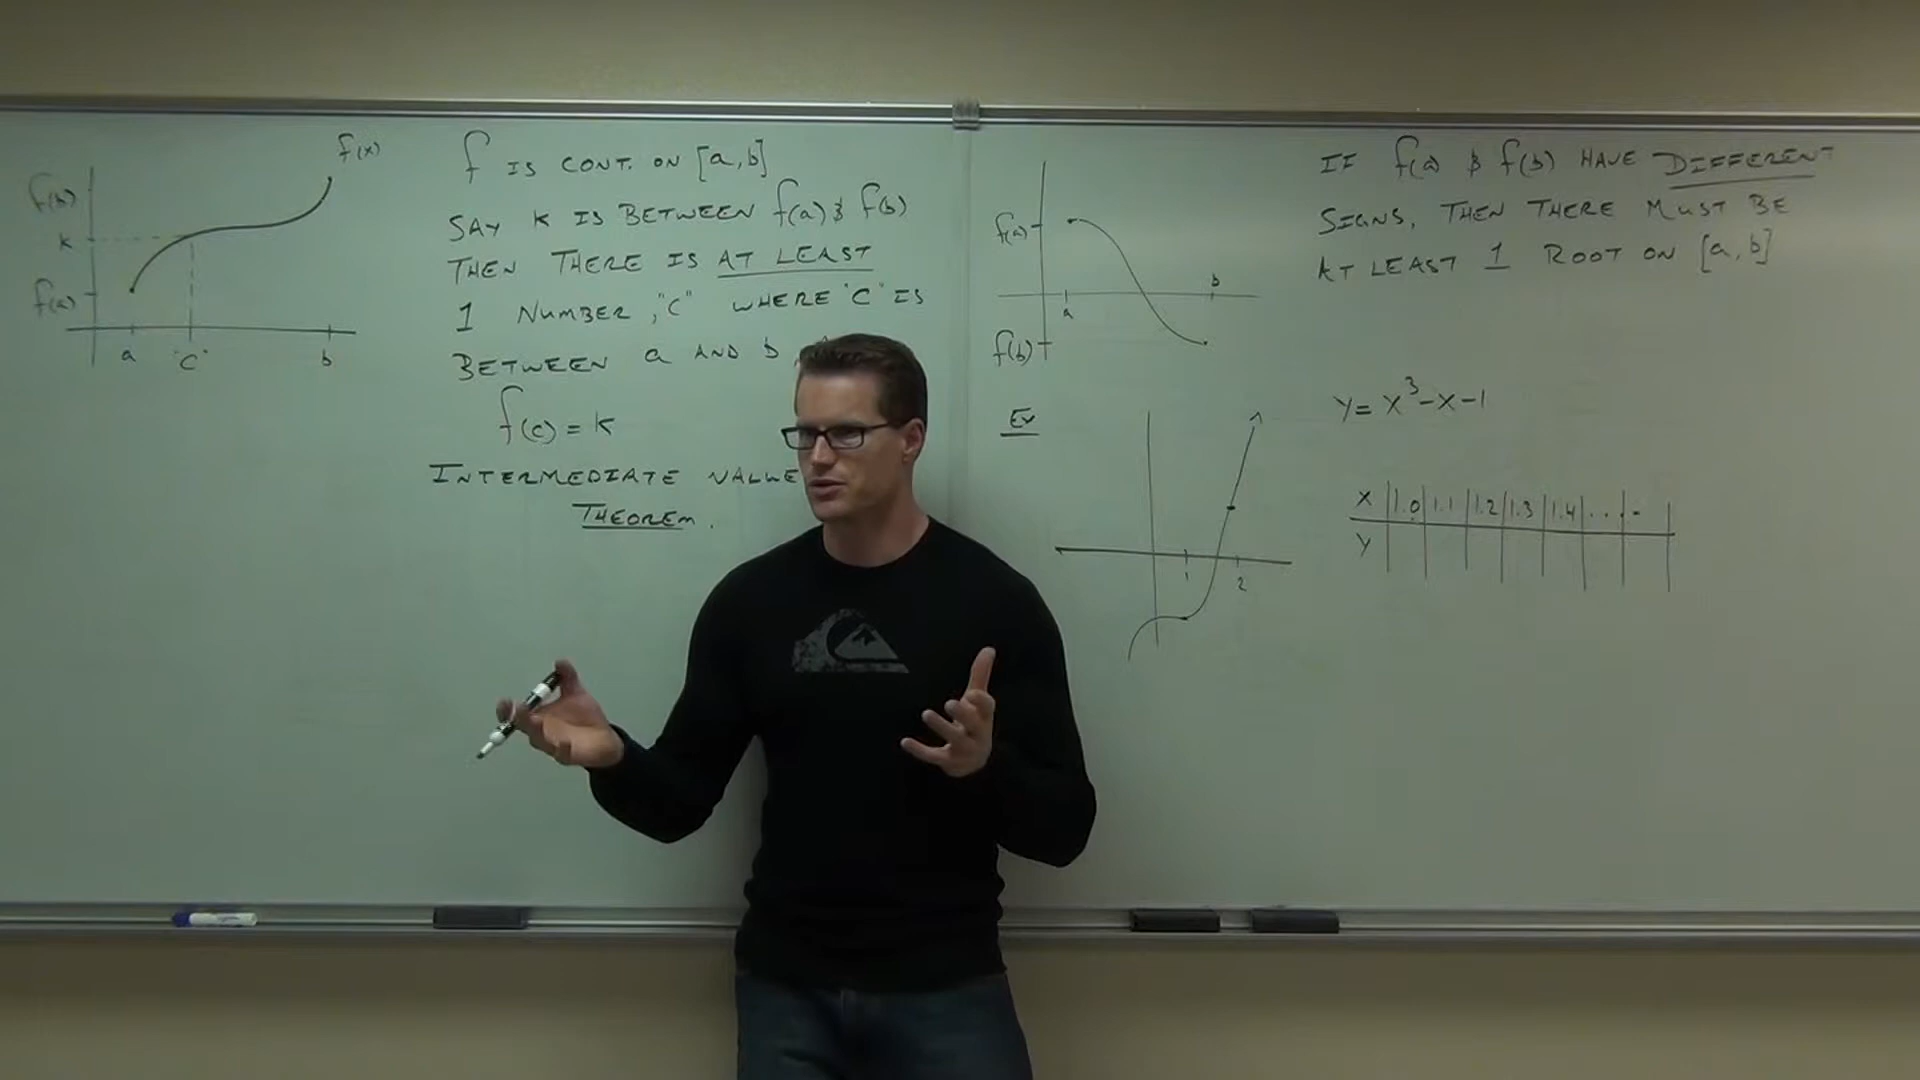 f(x)
f(b)
k
f(a)
a "C" b
f IS CONT. ON [a,b]
SAY K IS BETWEEN f(a) & f(b)
THEN THERE IS AT LEAST
1 NUMBER, "C" WHERE "C" IS
BETWEEN a AND b
f(c) = K
INTERMEDIATE VALUE
THEOREM.
f(a)
a b
f(b)
IF f(a) & f(b) HAVE DIFFERENT
SIGNS, THEN THERE MUST BE
AT LEAST 1 ROOT ON [a,b]
Ex
1 2
Y = X³-X-1
X 1.0 1.1 1.2 1.3 1.4 . . . .
Y